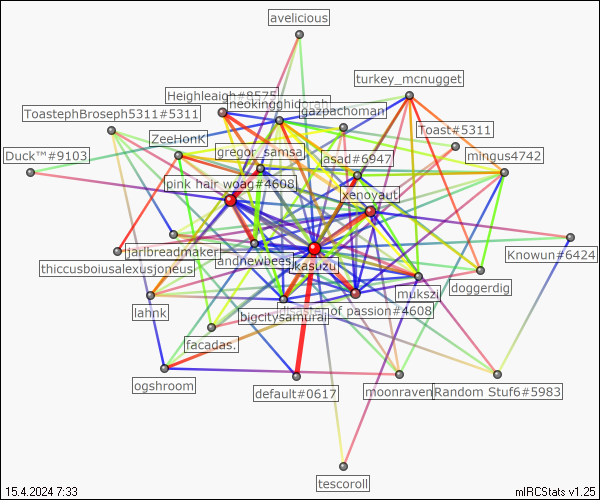 avelicious
turkey_mcnugget
Heighleaigh#8575
neokingghidorah
gazpachoman
ToastephBroseph5311#5311
Toast#5311
ZeeHonK
Duck™#9103
gregor_samsa
asad#6947
mingus4742
pink hair woag#4608
xenoyaut
jarlbreadmaker
andnewbees
kasuzu
Knowun#6424
thiccusboiusalexusjoneus
doggerdig
mukszi
lahnk
bigcitysamurai
disaster of passion#4608
facadas.
ogshroom
default#0617
moonraven
Random Stuf6#5983
tescoroll
15.4.2024 7:33
mIRCStats v1.25